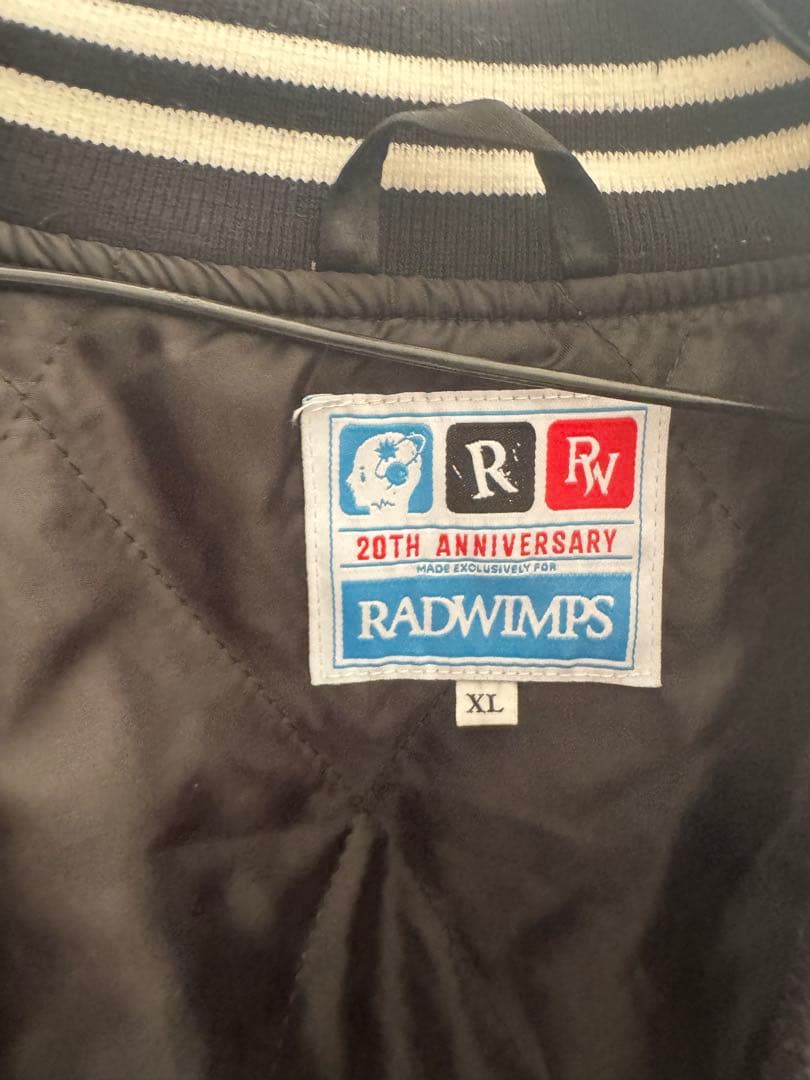 R RW
20TH ANNIVERSARY
MADE EXCLUSIVELY FOR
RADWIMPS
XL